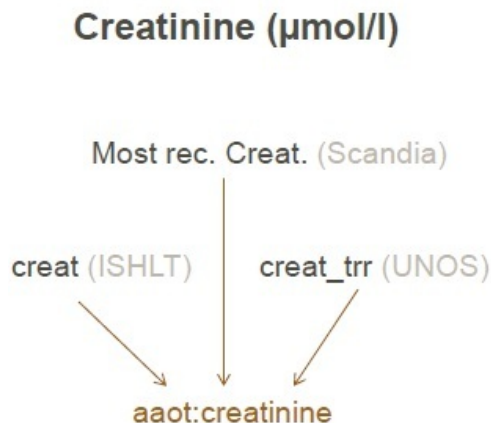 Creatinine (μmol/l)
Most rec. Creat. (Scandia)
creat (ISHLT) creat_trr (UNOS)
aaot:creatinine